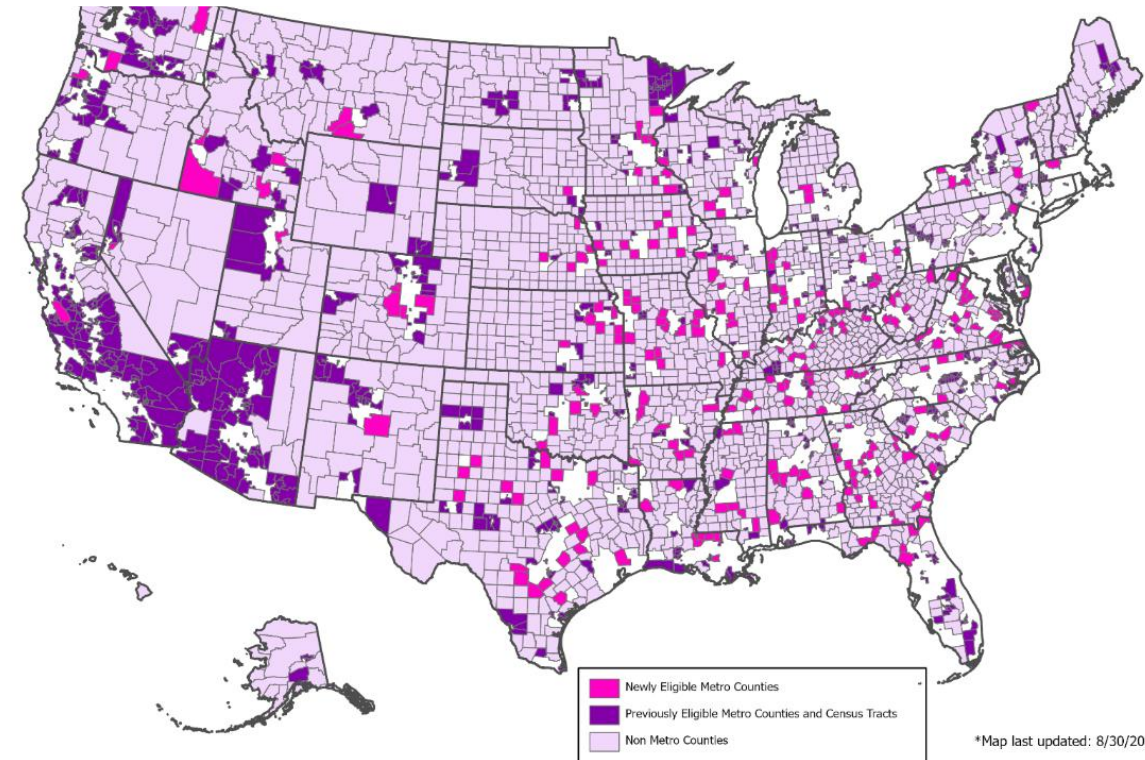 Newly Eligible Metro Counties
Previously Eligible Metro Counties and Census Tracts
Non Metro Counties
*Map last updated: 8/30/20